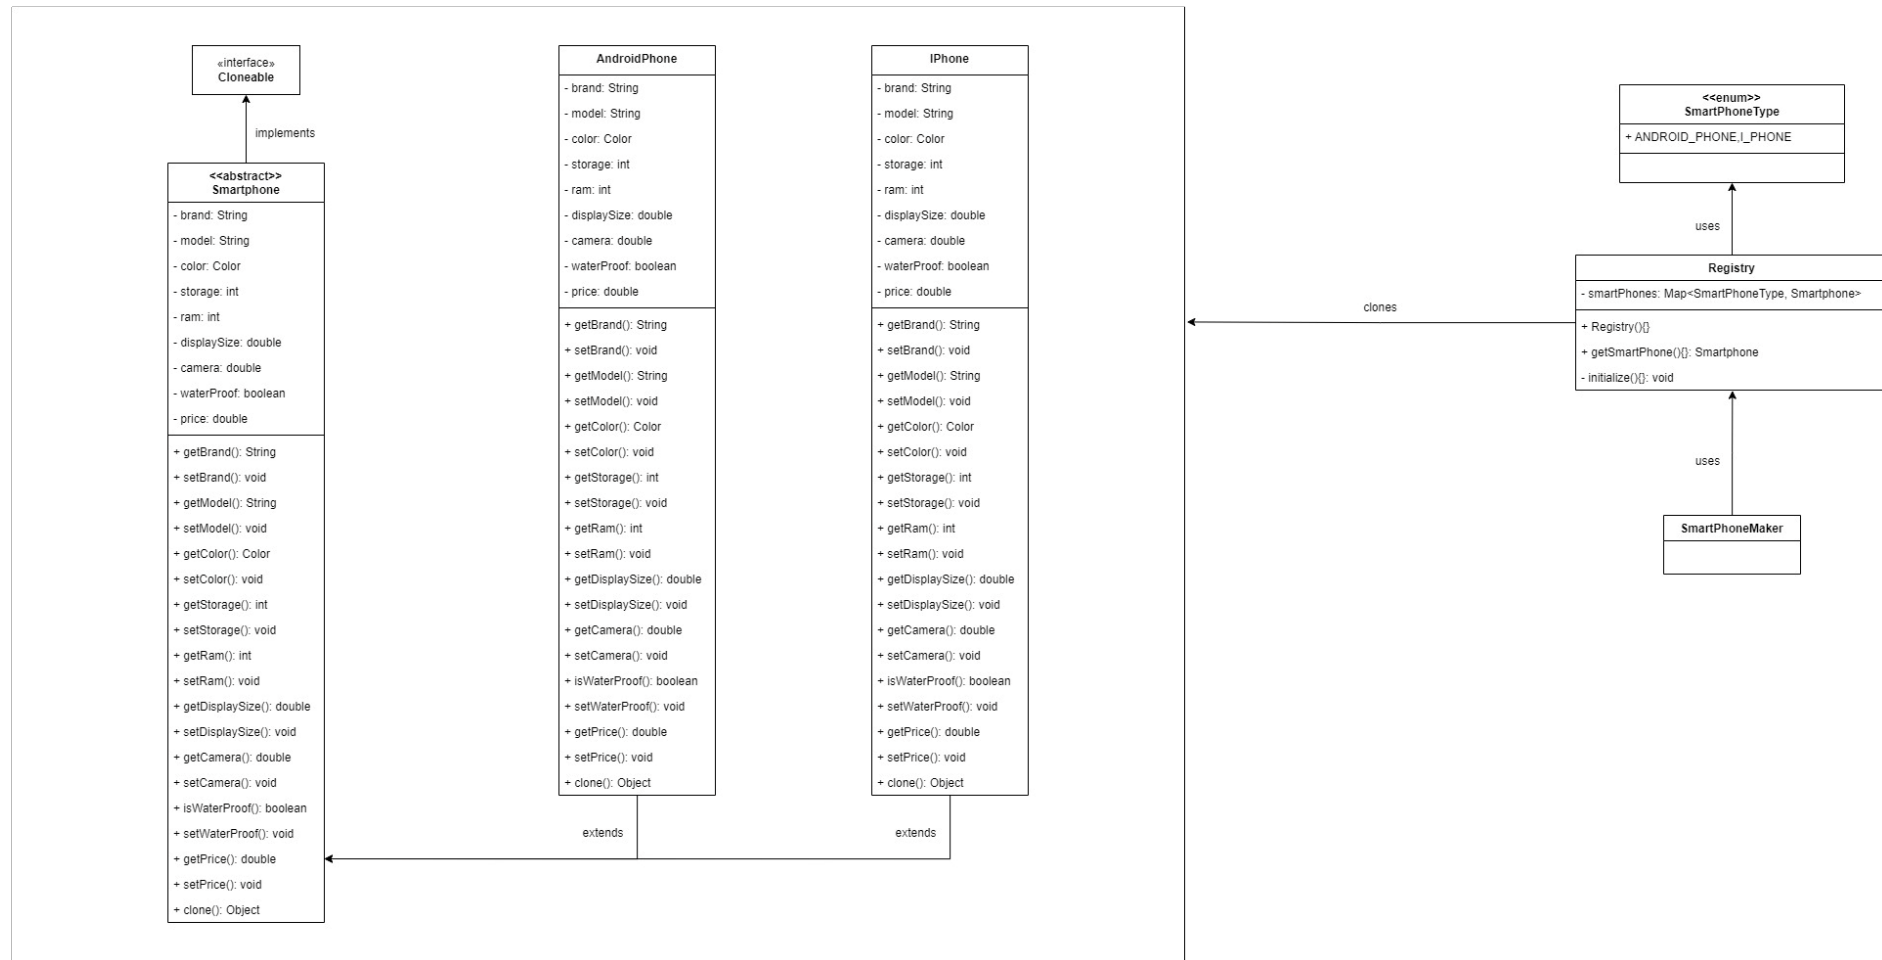 «interface»
Cloneable
implements
<<abstract>>
Smartphone
- brand: String
- model: String
- color: Color
- storage: int
- ram: int
- displaySize: double
- camera: double
- waterProof: boolean
- price: double
+ getBrand(): String
+ setBrand(): void
+ getModel(): String
+ setModel(): void
+ getColor(): Color
+ setColor(): void
+ getStorage(): int
+ setStorage(): void
+ getRam(): int
+ setRam(): void
+ getDisplaySize(): double
+ setDisplaySize(): void
+ getCamera(): double
+ setCamera(): void
+ isWaterProof(): boolean
+ setWaterProof(): void
+ getPrice(): double
+ setPrice(): void
+ clone(): Object
AndroidPhone
- brand: String
- model: String
- color: Color
- storage: int
- ram: int
- displaySize: double
- camera: double
- waterProof: boolean
- price: double
+ getBrand(): String
+ setBrand(): void
+ getModel(): String
+ setModel(): void
+ getColor(): Color
+ setColor(): void
+ getStorage(): int
+ setStorage(): void
+ getRam(): int
+ setRam(): void
+ getDisplaySize(): double
+ setDisplaySize(): void
+ getCamera(): double
+ setCamera(): void
+ isWaterProof(): boolean
+ setWaterProof(): void
+ getPrice(): double
+ setPrice(): void
+ clone(): Object
extends
IPhone
- brand: String
- model: String
- color: Color
- storage: int
- ram: int
- displaySize: double
- camera: double
- waterProof: boolean
- price: double
+ getBrand(): String
+ setBrand(): void
+ getModel(): String
+ setModel(): void
+ getColor(): Color
+ setColor(): void
+ getStorage(): int
+ setStorage(): void
+ getRam(): int
+ setRam(): void
+ getDisplaySize(): double
+ setDisplaySize(): void
+ getCamera(): double
+ setCamera(): void
+ isWaterProof(): boolean
+ setWaterProof(): void
+ getPrice(): double
+ setPrice(): void
+ clone(): Object
extends
clones
<<enum>>
SmartPhoneType
+ ANDROID_PHONE,I_PHONE
uses
Registry
- smartPhones: Map<SmartPhoneType, Smartphone>
+ Registry(){}
+ getSmartPhone(){}: Smartphone
- initialize(){}: void
uses
SmartPhoneMaker